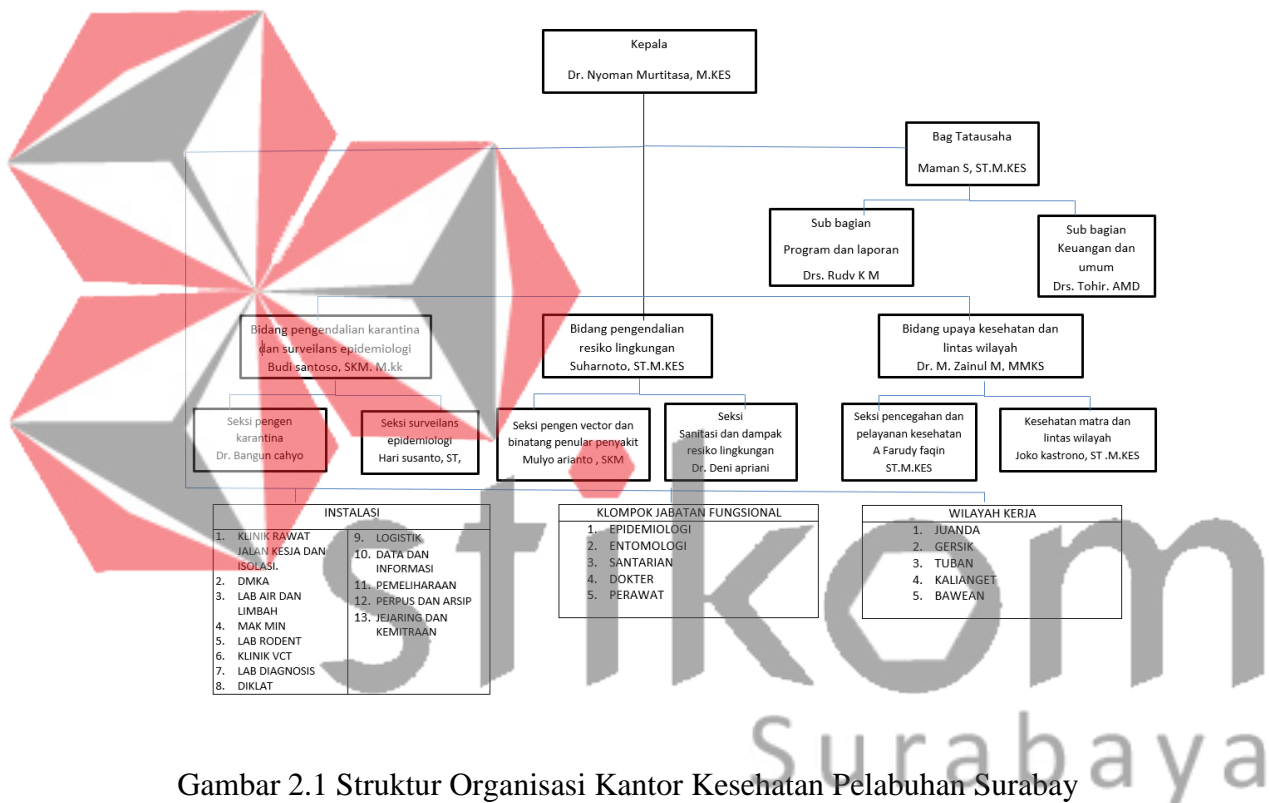 Kepala
Dr. Nyoman Murtitasa, M.KES
Bag Tatausaha
Maman S, ST.M.KES
Sub bagian
Program dan laporan
Drs. Rudv K M
Sub bagian
Keuangan dan
umum
Drs. Tohir. AMD
Bidang pengendalian karantina
dan surveilans epidemiologi
Budi santoso, SKM. M.kk
Bidang pengendalian
resiko lingkungan
Suharnoto, ST.M.KES
Bidang upaya kesehatan dan
lintas wilayah
Dr. M. Zainul M, MMKS
Seksi pengen
karantina
Dr. Bangun cahyo
Seksi surveilans
epidemiologi
Hari susanto, ST,
Seksi pengen vector dan
binatang penular penyakit
Mulyo arianto , SKM
Seksi
Sanitasi dan dampak
resiko lingkungan
Dr. Deni apriani
Seksi pencegahan dan
pelayanan kesehatan
A Farudy faqin
ST.M.KES
Kesehatan matra dan
lintas wilayah
Joko kastrono, ST .M.KES
INSTALASI
1. KLINIK RAWAT
JALAN KESJA DAN
ISOLASI.
2. DMKA
3. LAB AIR DAN
LIMBAH
4. MAK MIN
5. LAB RODENT
6. KLINIK VCT
7. LAB DIAGNOSIS
8. DIKLAT
9. LOGISTIK
10. DATA DAN
INFORMASI
11. PEMELIHARAAN
12. PERPUS DAN ARSIP
13. JEJARING DAN
KEMITRAAN
KLOMPOK JABATAN FUNGSIONAL
1. EPIDEMIOLOGI
2. ENTOMOLOGI
3. SANTARIAN
4. DOKTER
5. PERAWAT
WILAYAH KERJA
1. JUANDA
2. GERSIK
3. TUBAN
4. KALIANGET
5. BAWEAN
stikom
Surabaya
Gambar 2.1 Struktur Organisasi Kantor Kesehatan Pelabuhan Surabay